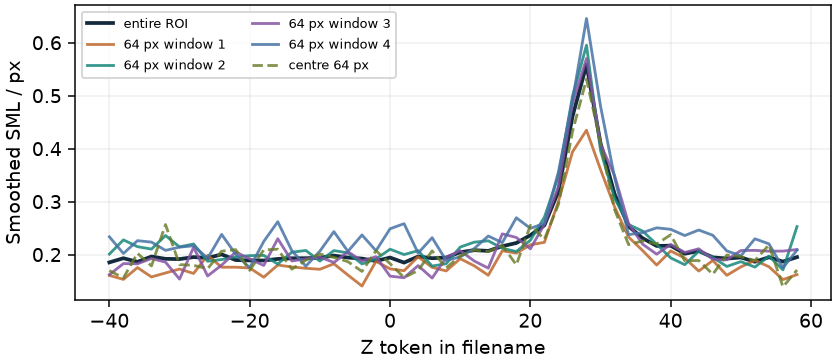 entire ROI
64 px window 1
64 px window 2
64 px window 3
64 px window 4
centre 64 px
Smoothed SML / px
0.6
0.5
0.4
0.3
0.2
−40
−20
0
20
40
60
Z token in filename